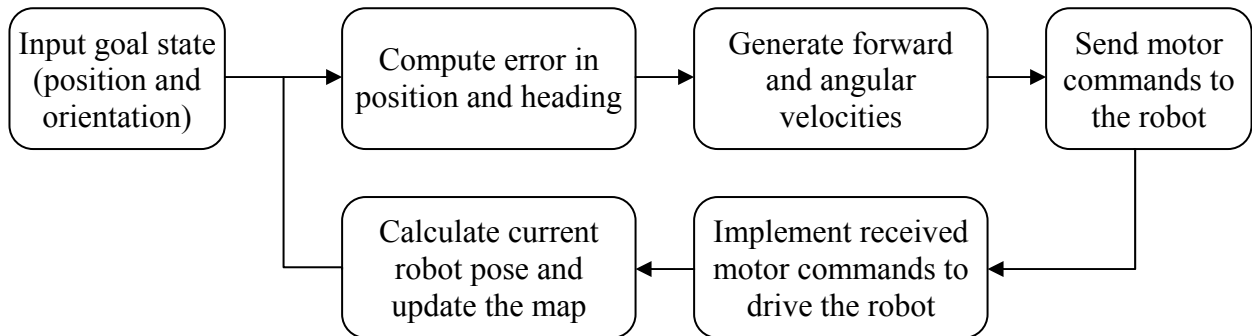 Input goal state
(position and
orientation)
Compute error in
position and heading
Generate forward
and angular
velocities
Send motor
commands to
the robot
Implement received
motor commands to
drive the robot
Calculate current
robot pose and
update the map